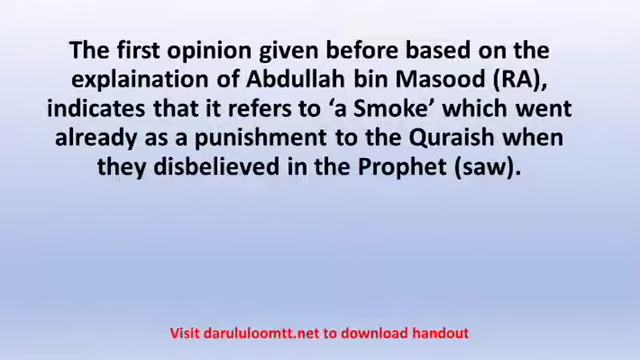 The first opinion given before based on the
explaination of Abdullah bin Masood (RA),
indicates that it refers to ‘a Smoke’ which went
already as a punishment to the Quraish when
they disbelieved in the Prophet (saw).
Visit darululoomtt.net to download handout